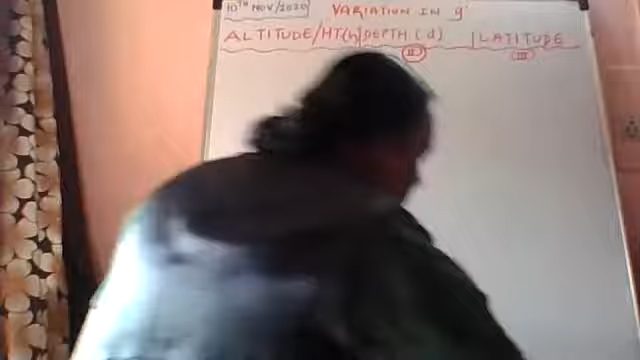 10TH NOV/2020 VARIATION IN g
ALTITUDE/HT(h) DEPTH (d) LATITUDE
(II) (III)